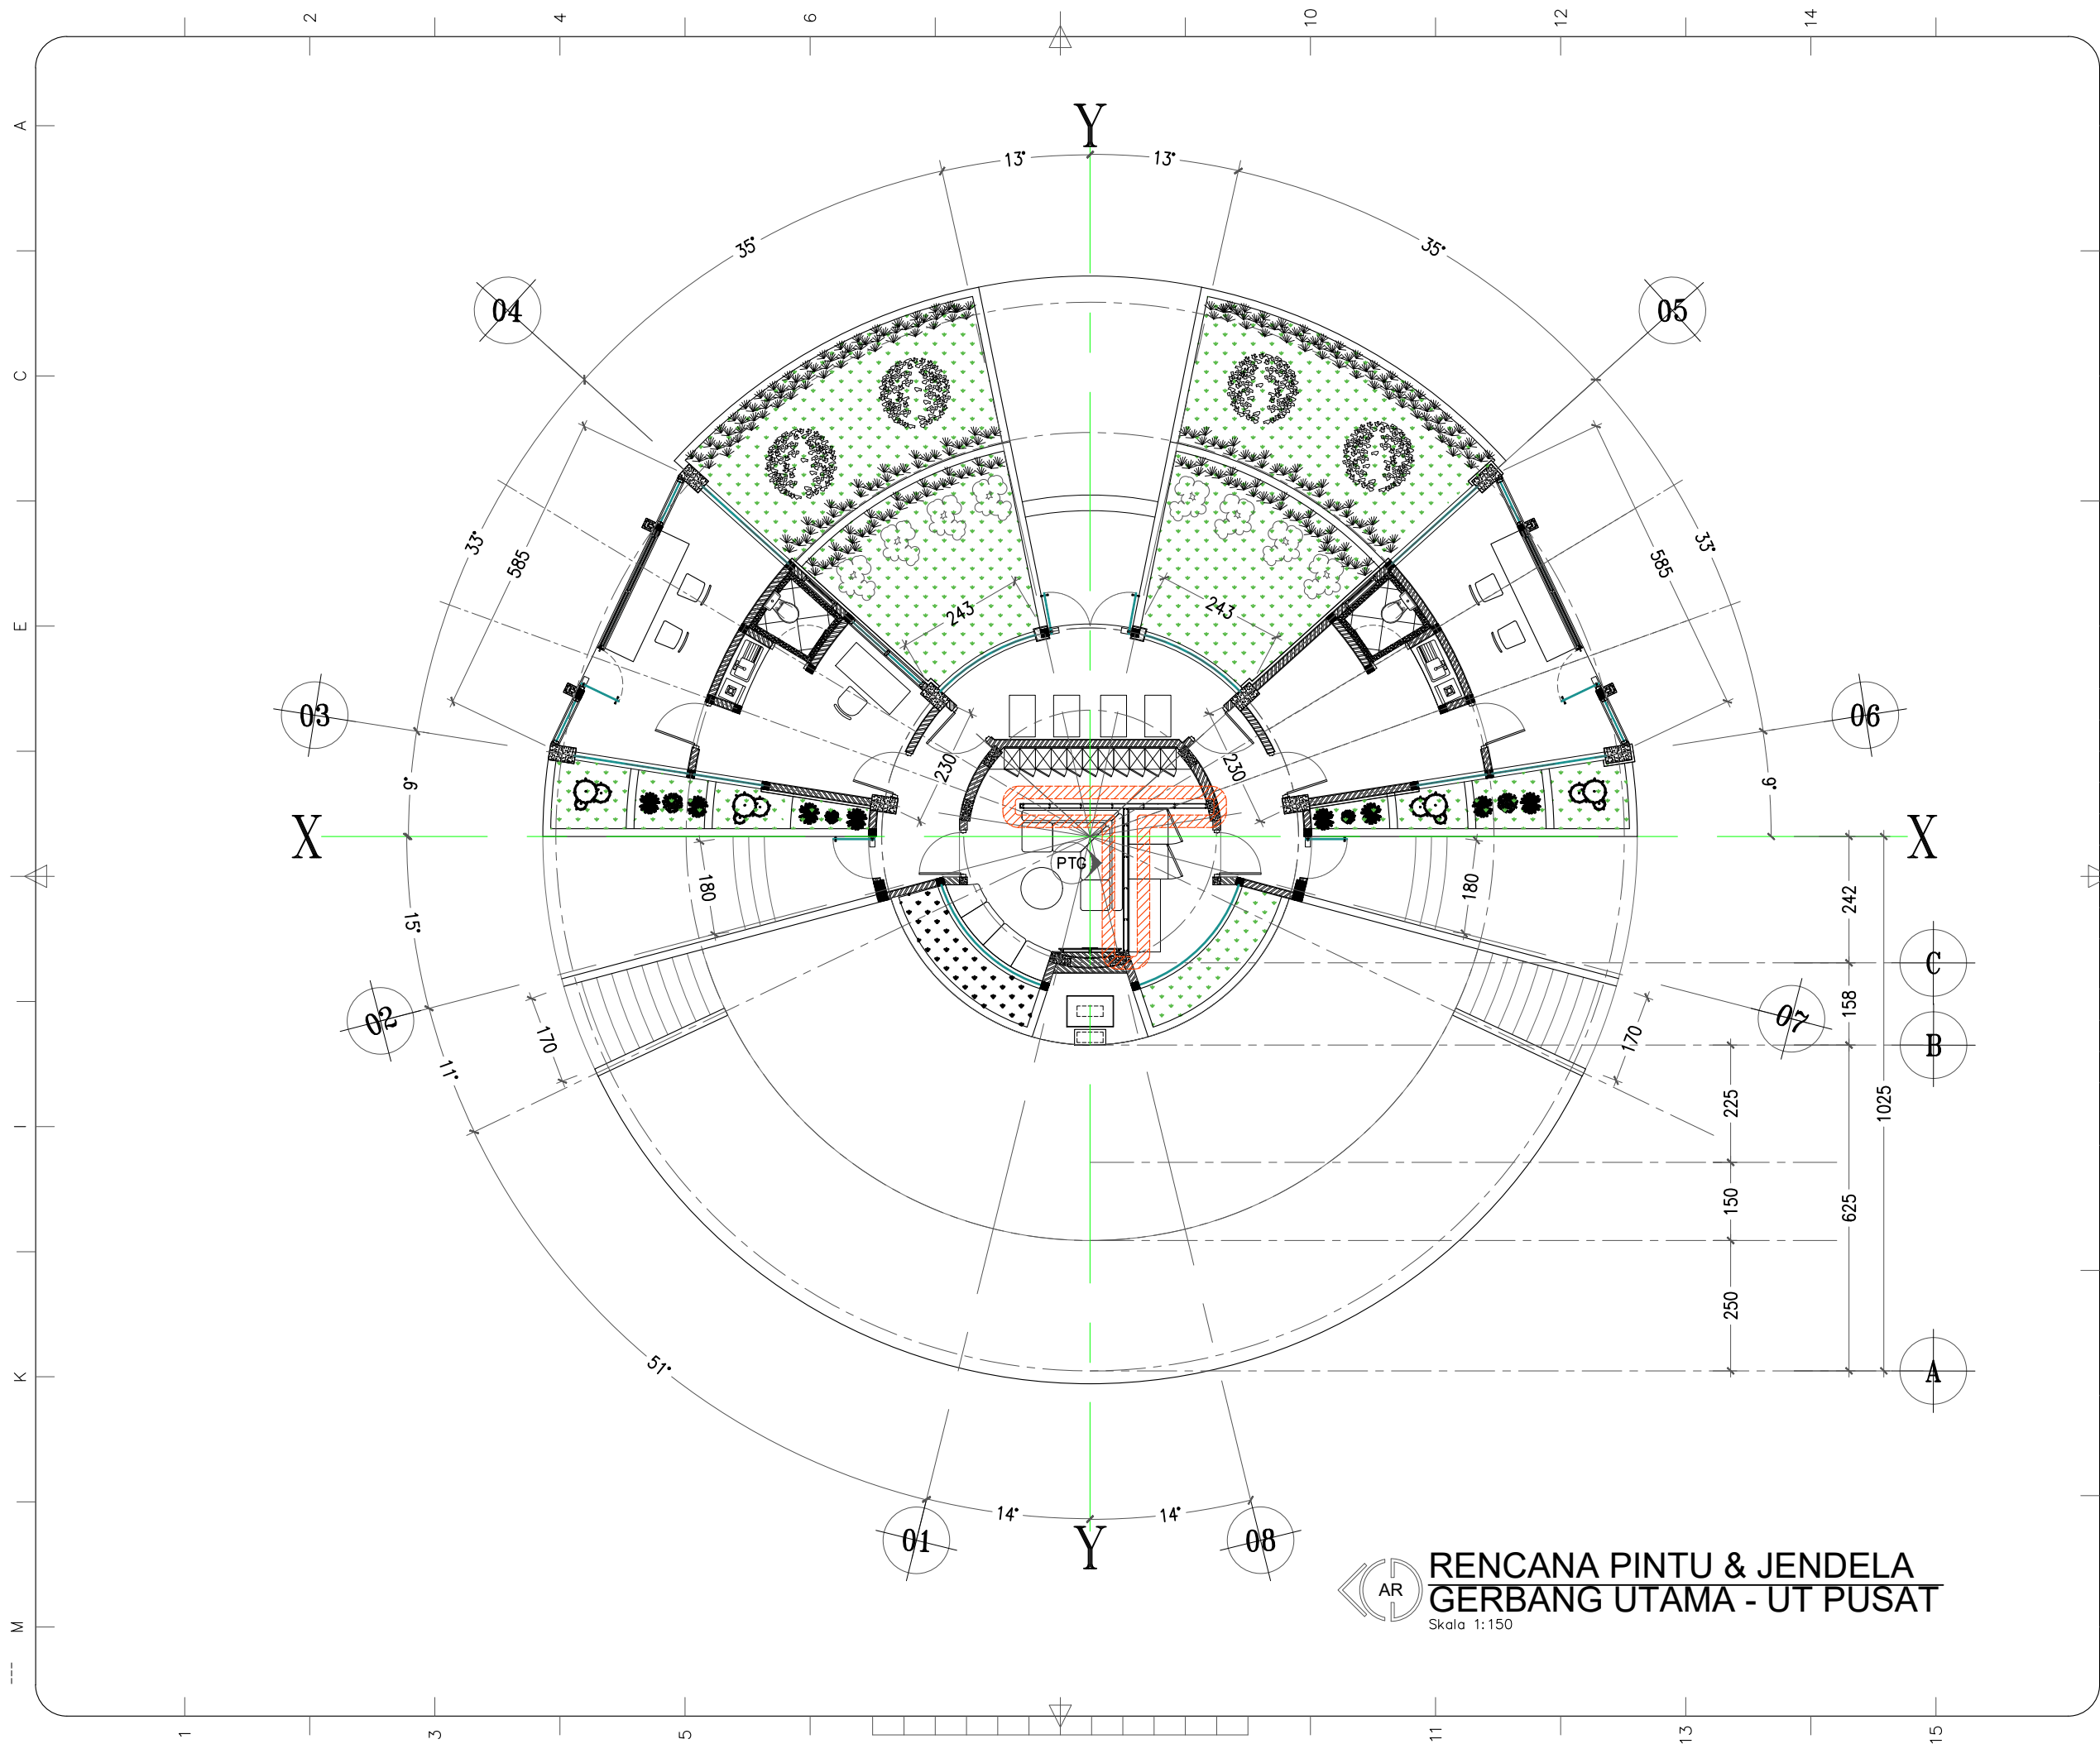 2 4 6 10 12 14
A
C
E
I
K
M
---
Y
13° 13°
35° 35°
04 05
33° 33°
585 585
243 243
03 06
230 230
9° 9°
X X
PTG
180 180
242
15°
C
02 07
158
170 170
B
11°
225
1025
150
625
250
A
51°
14° 14°
01 08
Y
AR
RENCANA PINTU & JENDELA
GERBANG UTAMA - UT PUSAT
Skala 1:150
1 3 5 11 13 15